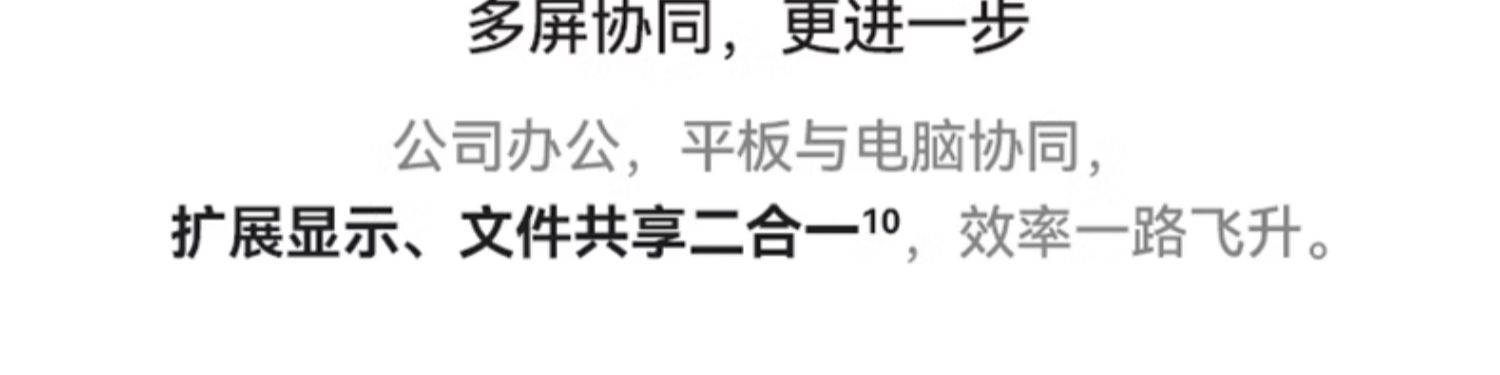 多屏协同，更进一步
公司办公，平板与电脑协同，
扩展显示、文件共享二合一¹⁰，效率一路飞升。